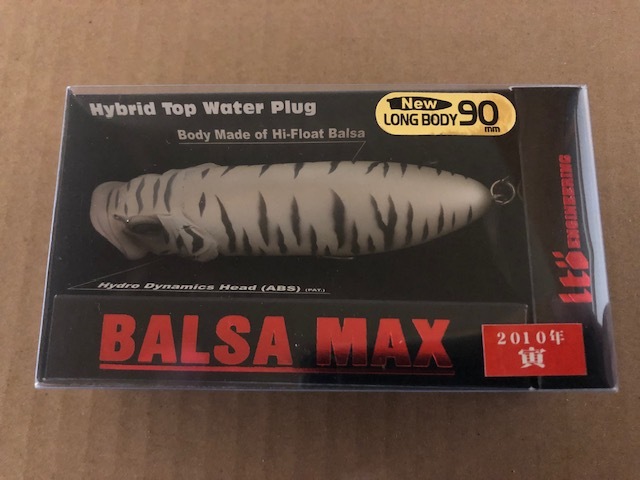 Hybrid Top Water Plug
New
LONG BODY 90
mm
Body Made of Hi-Float Balsa
Hydro Dynamics Head (ABS) (PAT.)
BALSA MAX
ENGINEERING
2010年
寅